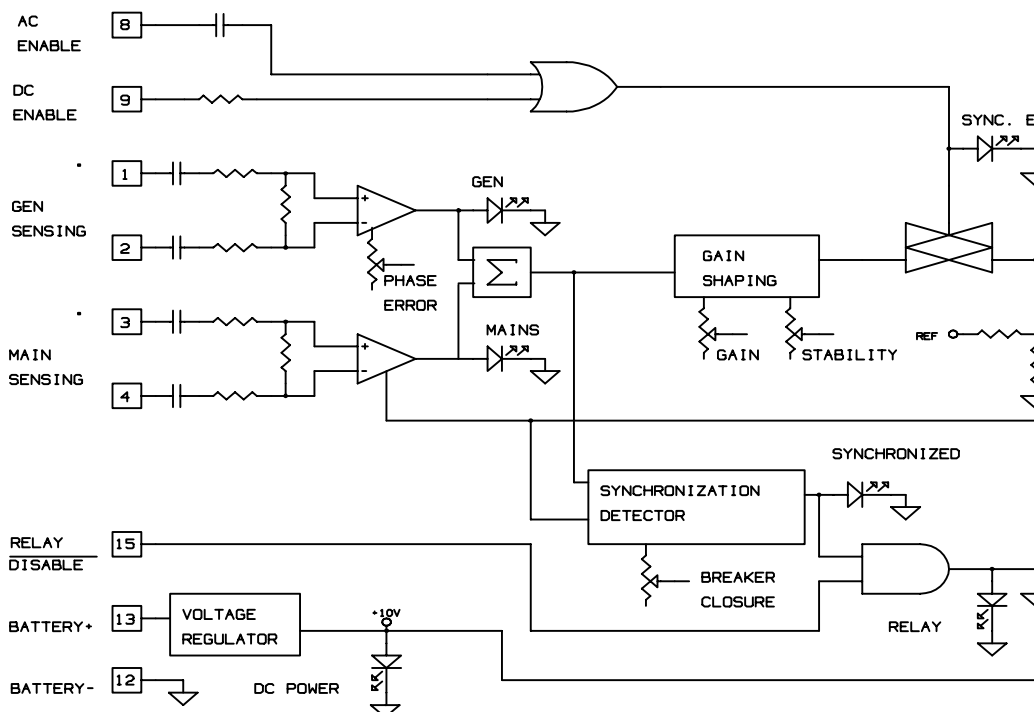 AC
ENABLE
8
DC
ENABLE
9
SYNC. E
1
GEN
SENSING
2
+
-
GEN
PHASE
ERROR
Σ
GAIN
SHAPING
GAIN
STABILITY
REF
3
MAIN
SENSING
4
+
-
MAINS
SYNCHRONIZED
SYNCHRONIZATION
DETECTOR
BREAKER
CLOSURE
RELAY
DISABLE
15
RELAY
BATTERY+
13
VOLTAGE
REGULATOR
+10V
DC POWER
BATTERY-
12